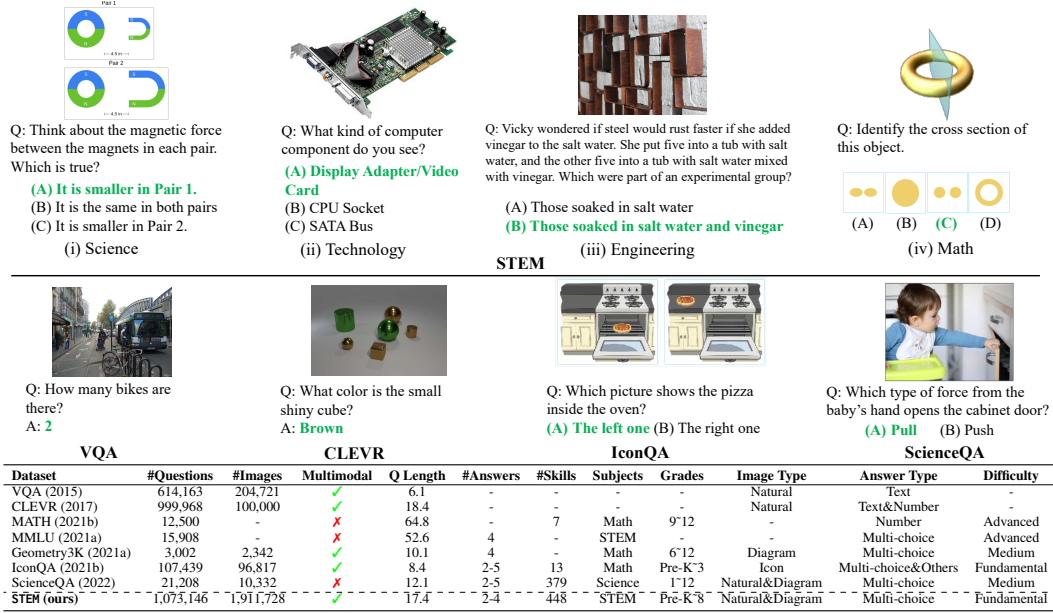 Pair 1
S
S
N
N
4.5 in
Pair 2
S
S
N
N
4.5 in
Q: Think about the magnetic force
between the magnets in each pair.
Which is true?
(A) It is smaller in Pair 1.
(B) It is the same in both pairs
(C) It is smaller in Pair 2.
(i) Science
Q: What kind of computer
component do you see?
(A) Display Adapter/Video
Card
(B) CPU Socket
(C) SATA Bus
(ii) Technology
Q: Vicky wondered if steel would rust faster if she added
vinegar to the salt water. She put five into a tub with salt
water, and the other five into a tub with salt water mixed
with vinegar. Which were part of an experimental group?
(A) Those soaked in salt water
(B) Those soaked in salt water and vinegar
(iii) Engineering
Q: Identify the cross section of
this object.
(A) (B) (C) (D)
(iv) Math
STEM
Q: How many bikes are
there?
A: 2
VQA
Q: What color is the small
shiny cube?
A: Brown
CLEVR
Q: Which picture shows the pizza
inside the oven?
(A) The left one (B) The right one
IconQA
Q: Which type of force from the
baby's hand opens the cabinet door?
(A) Pull (B) Push
ScienceQA
Dataset #Questions #Images Multimodal Q Length #Answers #Skills Subjects Grades Image Type Answer Type Difficulty
VQA (2015) 614,163 204,721 ✓ 6.1 - - - - Natural Text -
CLEVR (2017) 999,968 100,000 ✓ 18.4 - - - - Natural Text&Number -
MATH (2021b) 12,500 - ✗ 64.8 - 7 Math 9~12 - Number Advanced
MMLU (2021a) 15,908 - ✗ 52.6 4 - STEM - - Multi-choice Advanced
Geometry3K (2021a) 3,002 2,342 ✓ 10.1 4 - Math 6~12 Diagram Multi-choice Medium
IconQA (2021b) 107,439 96,817 ✓ 8.4 2-5 13 Math Pre-K~3 Icon Multi-choice&Others Fundamental
ScienceQA (2022) 21,208 10,332 ✗ 12.1 2-5 379 Science 1~12 Natural&Diagram Multi-choice Medium
STEM (ours) 1,073,146 1,911,728 ✓ 17.4 2-4 448 STEM Pre-K~8 Natural&Diagram Multi-choice Fundamental